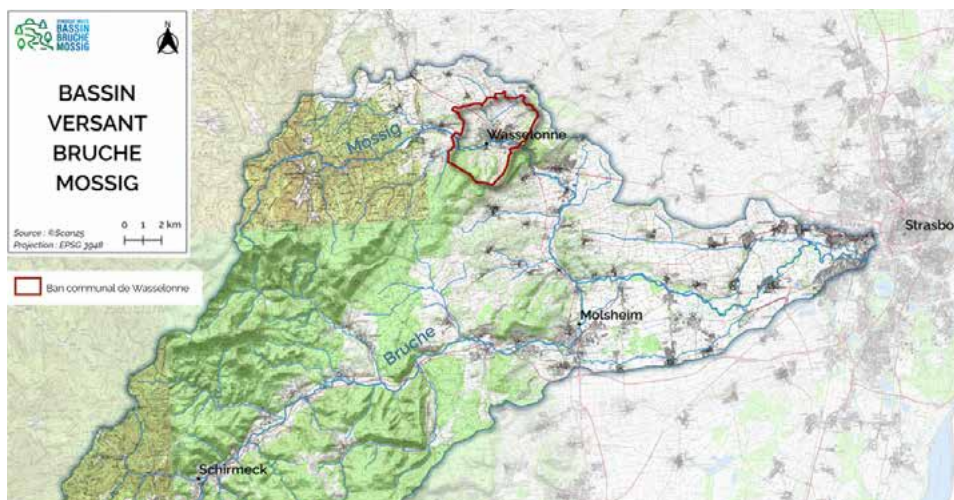 SYNDICAT MIXTE
BASSIN
BRUCHE
MOSSIG
N
BASSIN
VERSANT
BRUCHE
MOSSIG
0 1 2 km
Source : ©Scan25
Projection : EPSG 3948
Ban communal de Wasselonne
Mossig
Wasselonne
Strasbo
Molsheim
Bruche
Schirmeck